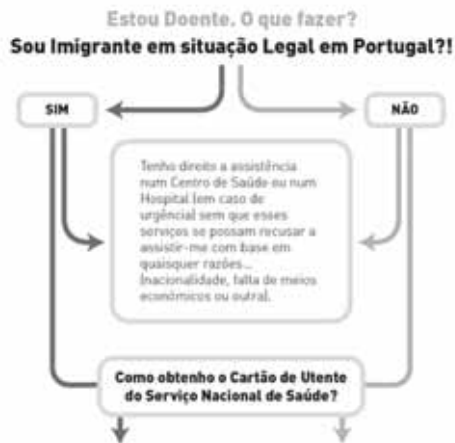 Estou Doente. O que fazer?
Sou Imigrante em situação Legal em Portugal?!
SIM
NÃO
Tenho direito a assistência
num Centro de Saúde ou num
Hospital (em caso de
urgência) sem que esses
serviços se possam recusar a
assistir-me com base em
quaisquer razões...
(nacionalidade, falta de meios
económicos ou outra).
Como obtenho o Cartão de Utente
do Serviço Nacional de Saúde?